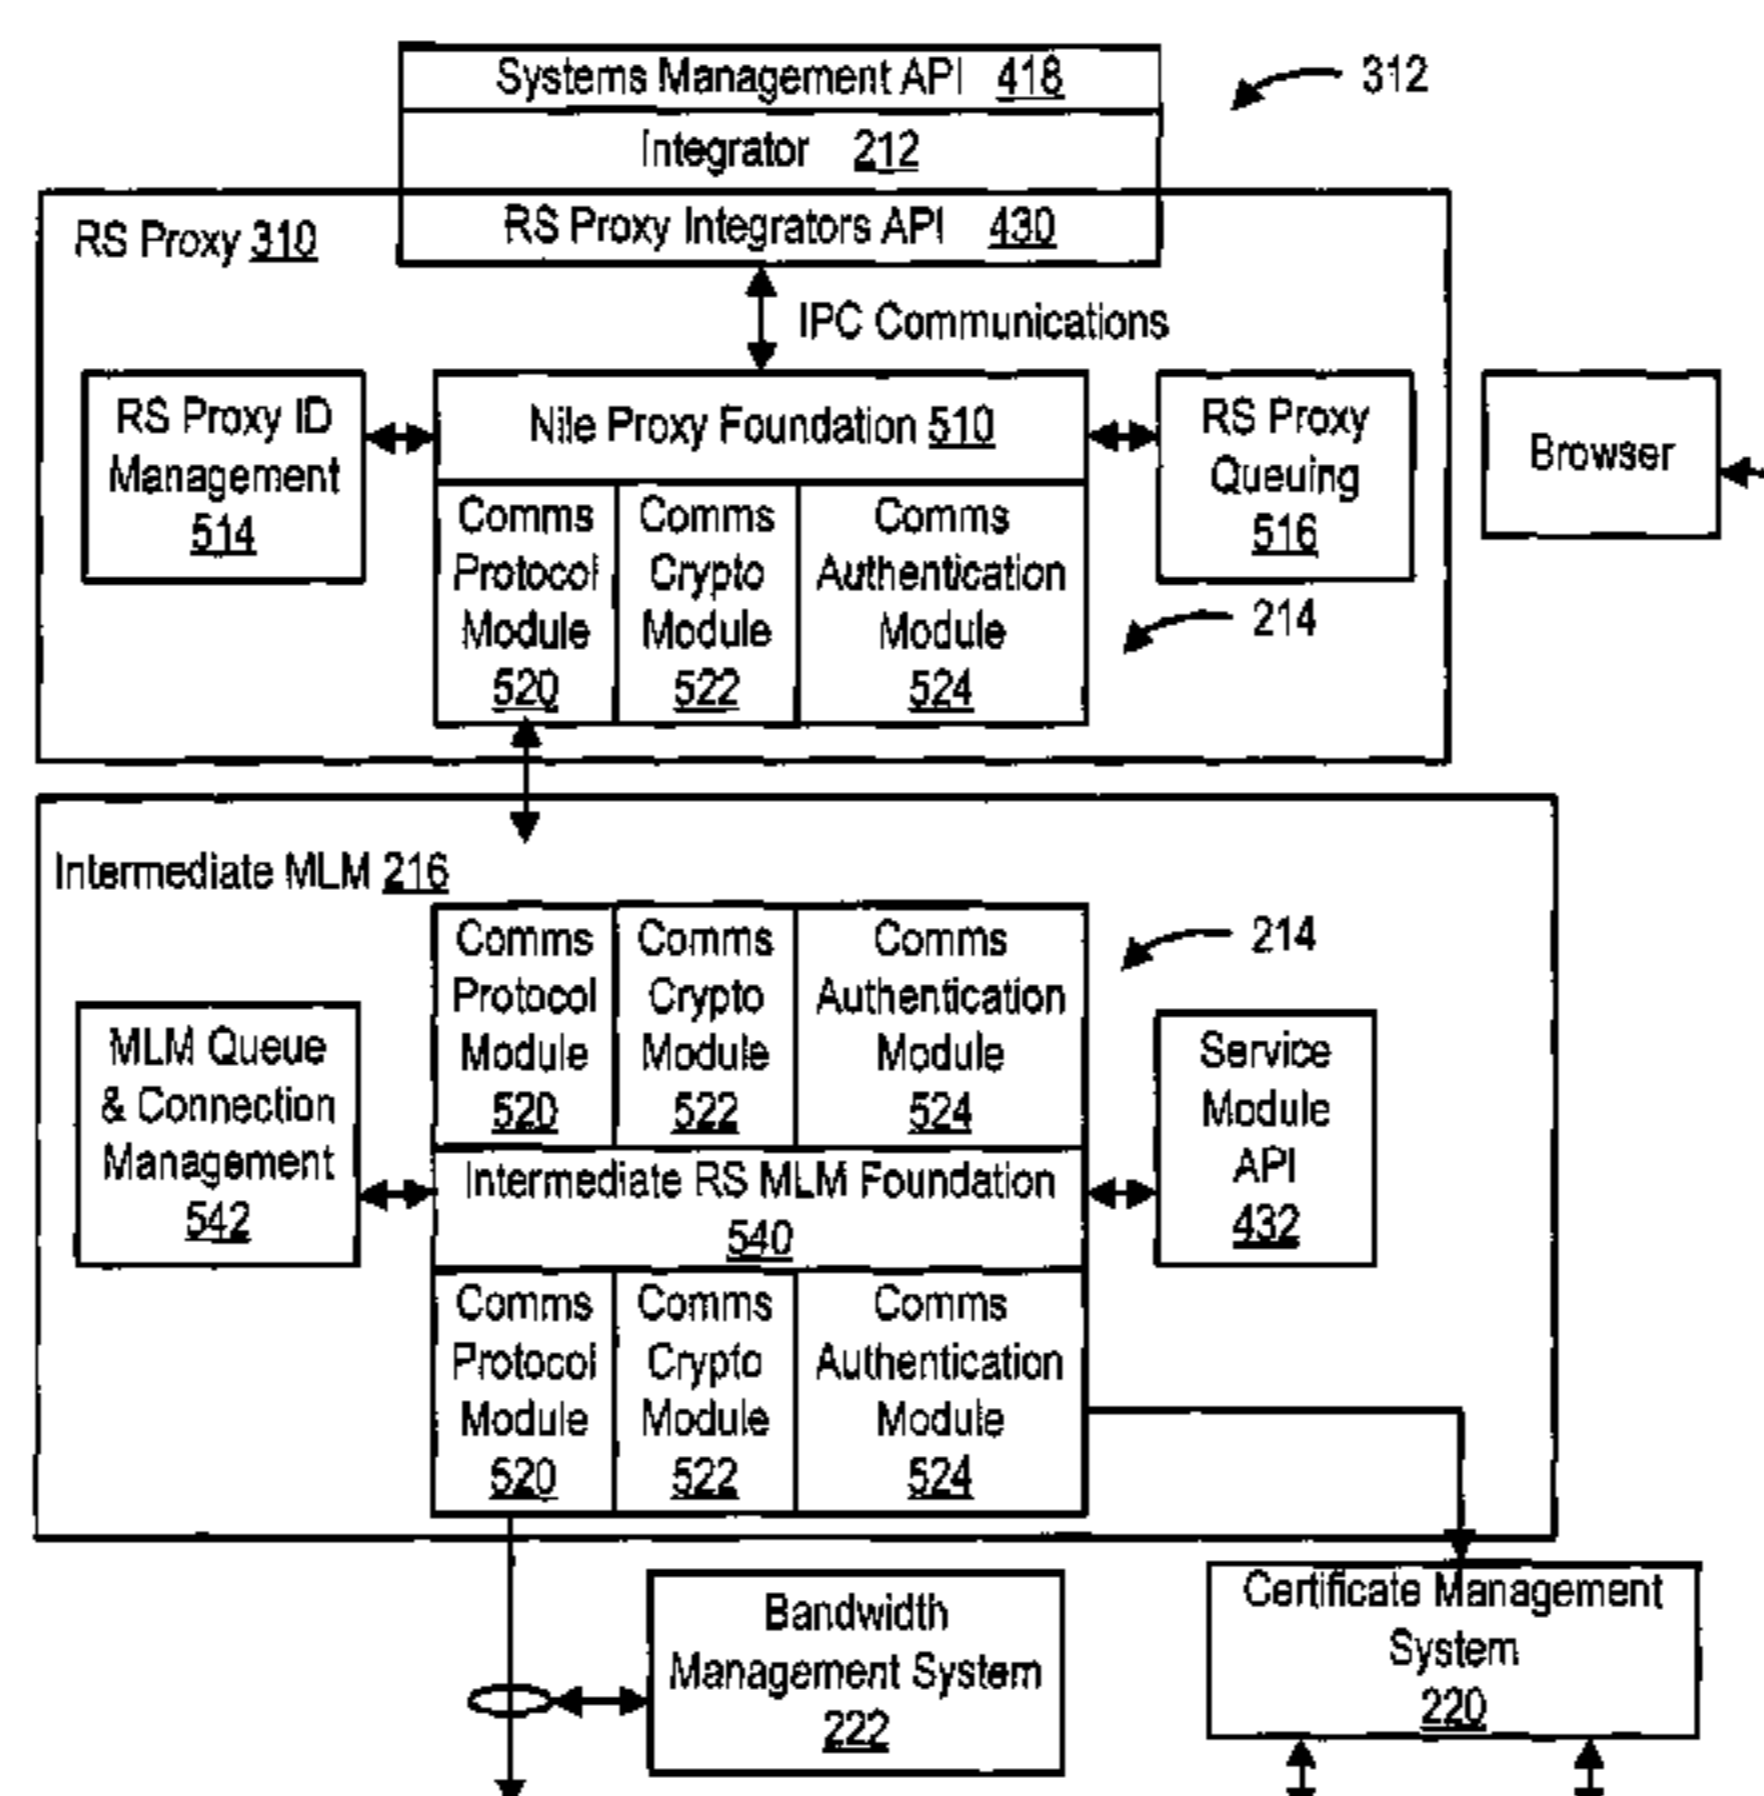 Systems Management API 418
312
Integrator 212
RS Proxy 310
RS Proxy Integrators API 430
IPC Communications
RS Proxy ID
Management
514
Nile Proxy Foundation 510
RS Proxy
Queuing
516
Browser
Comms
Protocol
Module
520
Comms
Crypto
Module
522
Comms
Authentication
Module
524
214
Intermediate MLM 216
Comms
Protocol
Module
520
Comms
Crypto
Module
522
Comms
Authentication
Module
524
214
MLM Queue
& Connection
Management
542
Service
Module
API
432
Intermediate RS MLM Foundation
540
Comms
Protocol
Module
520
Comms
Crypto
Module
522
Comms
Authentication
Module
524
Bandwidth
Management System
222
Certificate Management
System
220